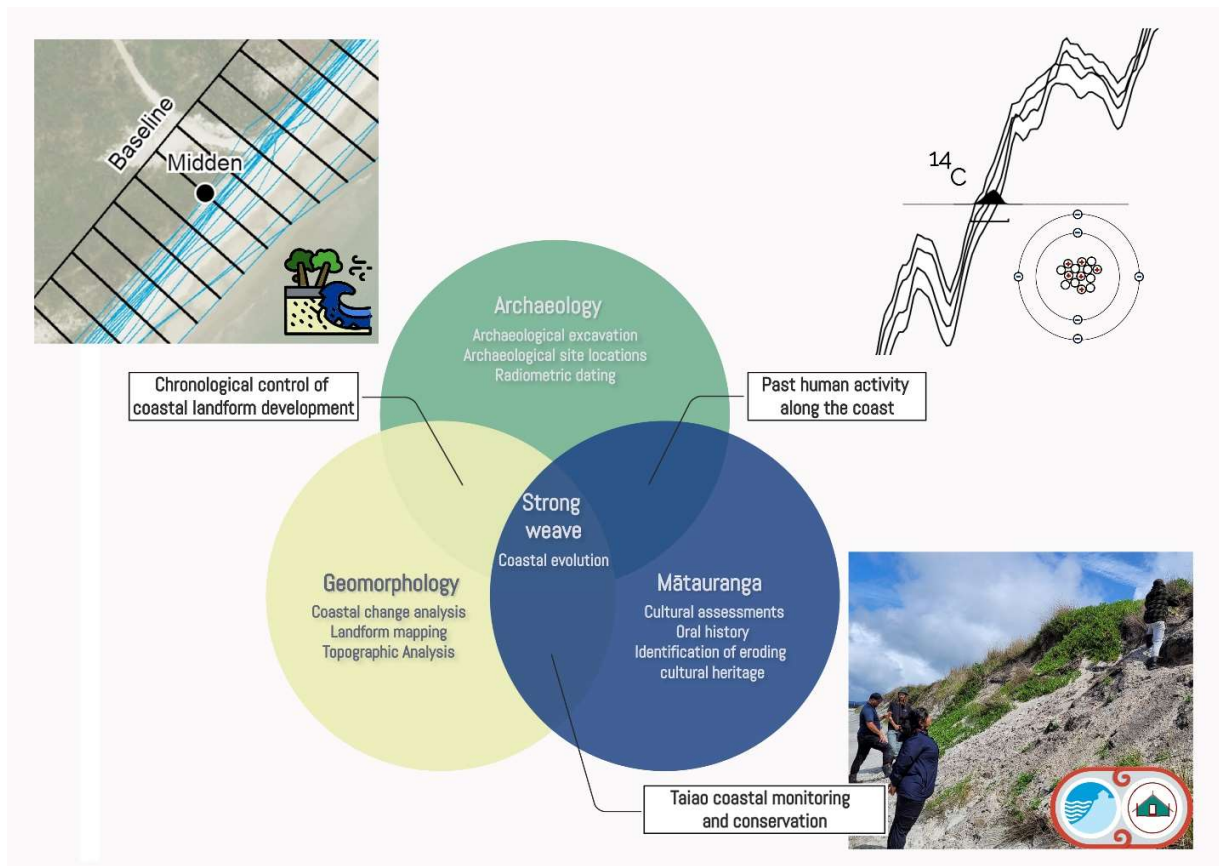 Baseline
Midden
14
C
Archaeology
Archaeological excavation
Archaeological site locations
Radiometric dating
Chronological control of
coastal landform development
Past human activity
along the coast
Strong
weave
Coastal evolution
Geomorphology
Coastal change analysis
Landform mapping
Topographic Analysis
Mātauranga
Cultural assessments
Oral history
Identification of eroding
cultural heritage
Taiao coastal monitoring
and conservation